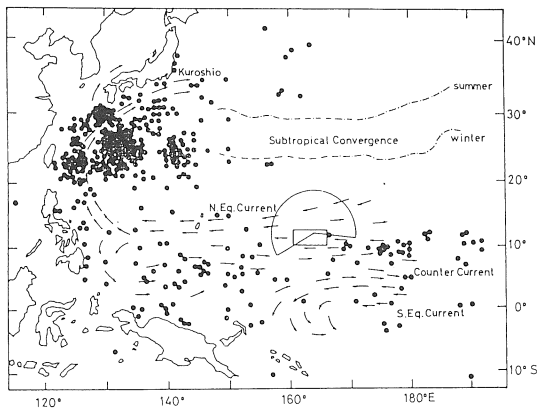 40°N
Kuroshio
summer
30°
Subtropical Convergence
winter
20°
N.Eq.Current
10°
Counter Current
0°
S.Eq.Current
10°S
120°
140°
160°
180°E